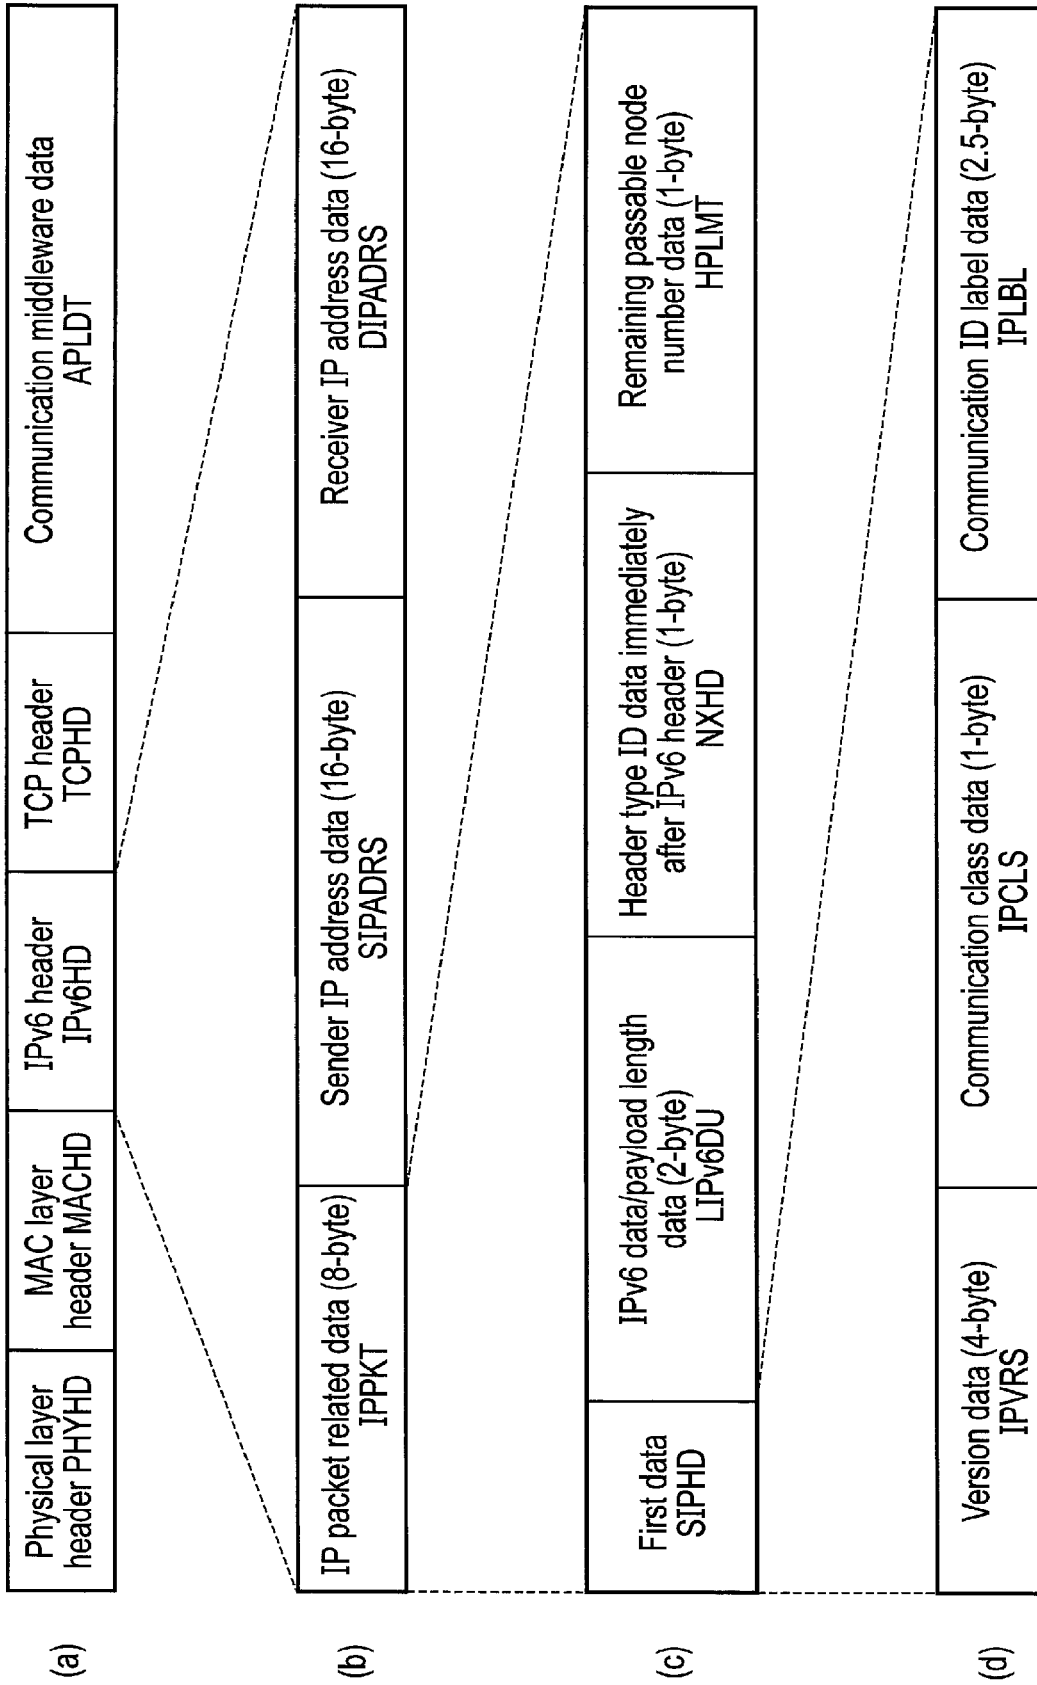 (a)
Physical layer
header PHYHD
MAC layer
header MACHD
IPv6 header
IPv6HD
TCP header
TCPHD
Communication middleware data
APLDT
(b)
IP packet related data (8-byte)
IPPKT
Sender IP address data (16-byte)
SIPADRS
Receiver IP address data (16-byte)
DIPADRS
(c)
First data
SIPHD
IPv6 data/payload length
data (2-byte)
LIPv6DU
Header type ID data immediately
after IPv6 header (1-byte)
NXHD
Remaining passable node
number data (1-byte)
HPLMT
(d)
Version data (4-byte)
IPVRS
Communication class data (1-byte)
IPCLS
Communication ID label data (2.5-byte)
IPLBL